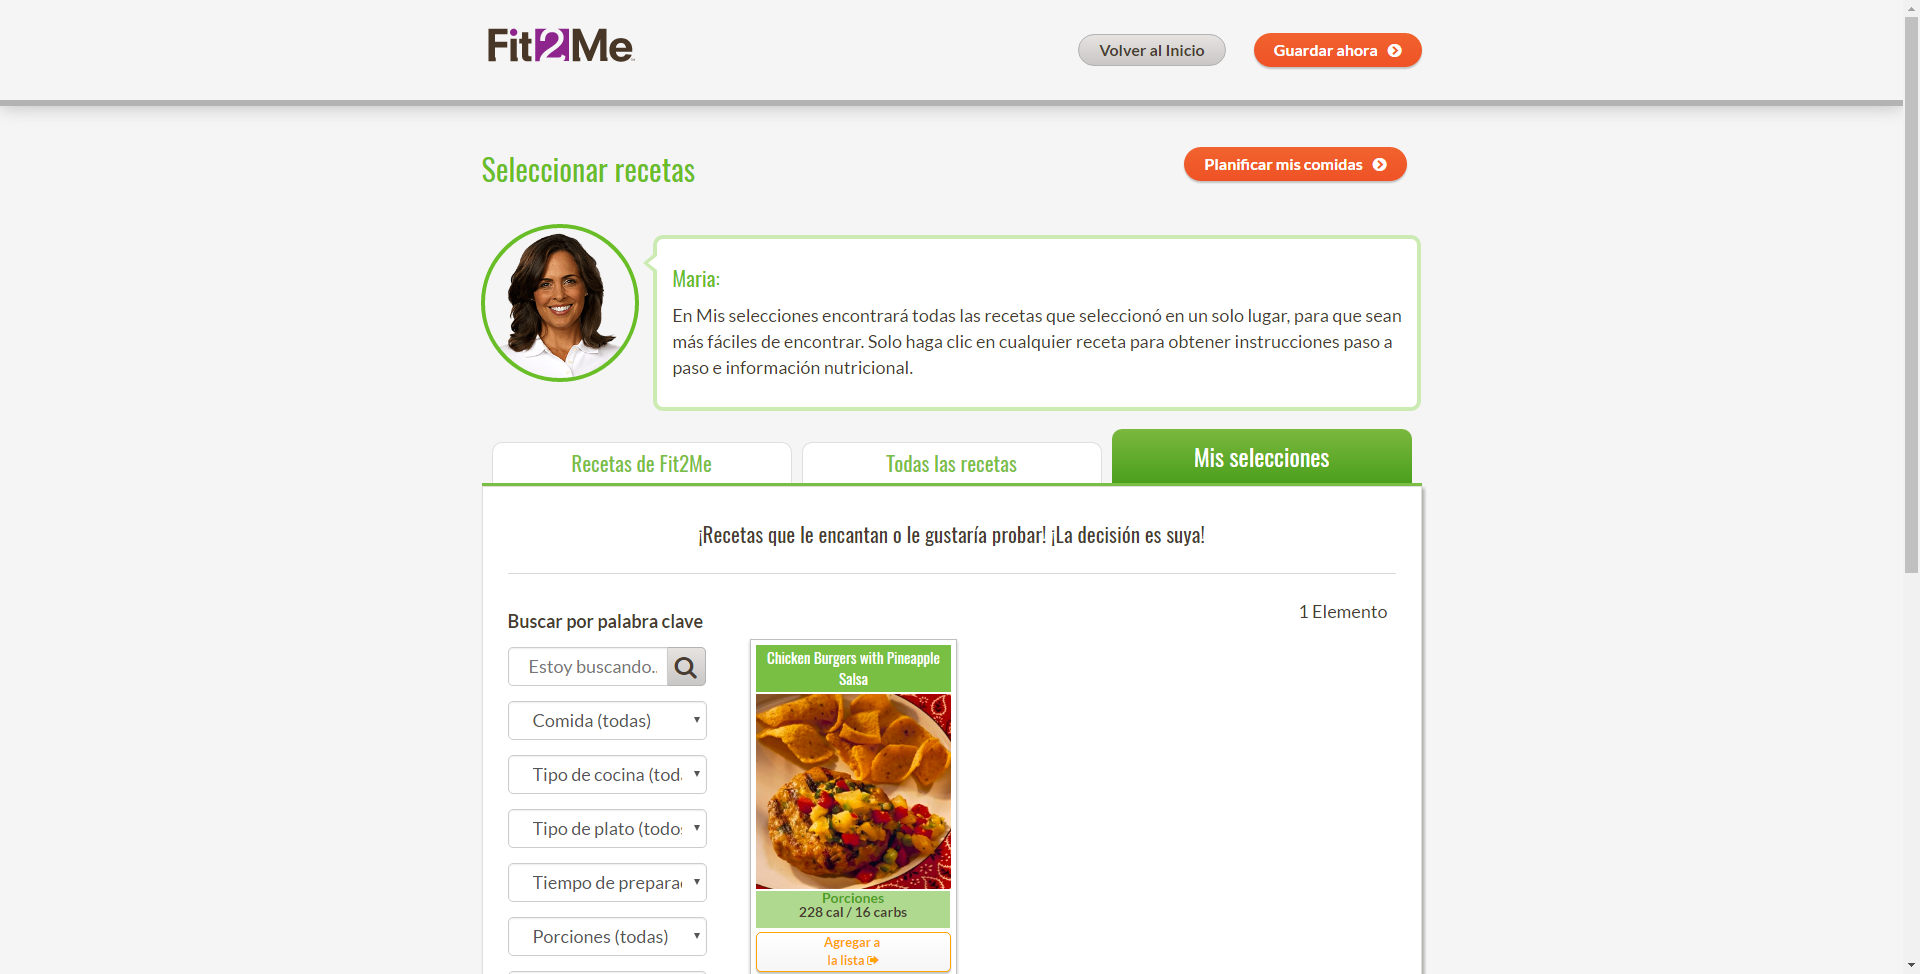 Fit2Me
Volver al Inicio
Guardar ahora
Seleccionar recetas
Planificar mis comidas
Maria:
En Mis selecciones encontrará todas las recetas que seleccionó en un solo lugar, para que sean
más fáciles de encontrar. Solo haga clic en cualquier receta para obtener instrucciones paso a
paso e información nutricional.
Recetas de Fit2Me
Todas las recetas
Mis selecciones
¡Recetas que le encantan o le gustaría probar! ¡La decisión es suya!
1 Elemento
Buscar por palabra clave
Estoy buscando..
Comida (todas)
Tipo de cocina (toda
Tipo de plato (todos
Tiempo de preparac
Porciones (todas)
Chicken Burgers with Pineapple
Salsa
Porciones
228 cal / 16 carbs
Agregar a
la lista